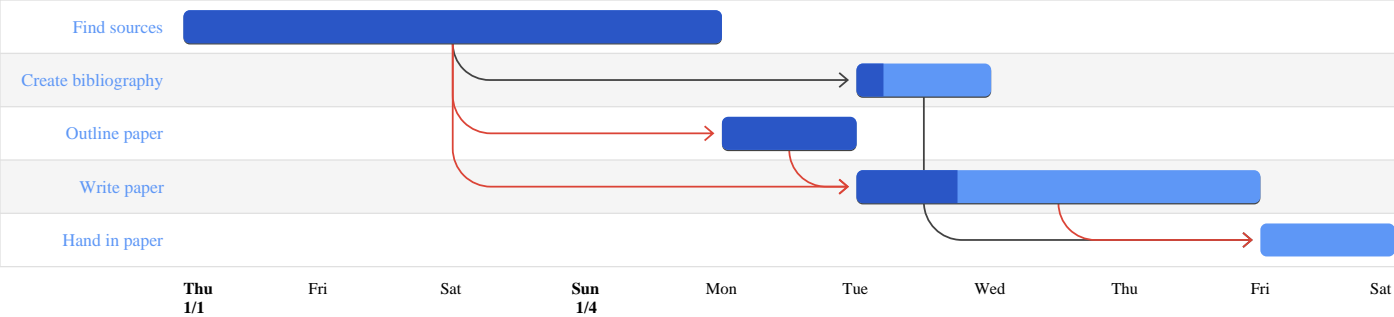 Find sources
Create bibliography
Outline paper
Write paper
Hand in paper
Thu Fri Sat Sun Mon Tue Wed Thu Fri Sat
1/1 1/4